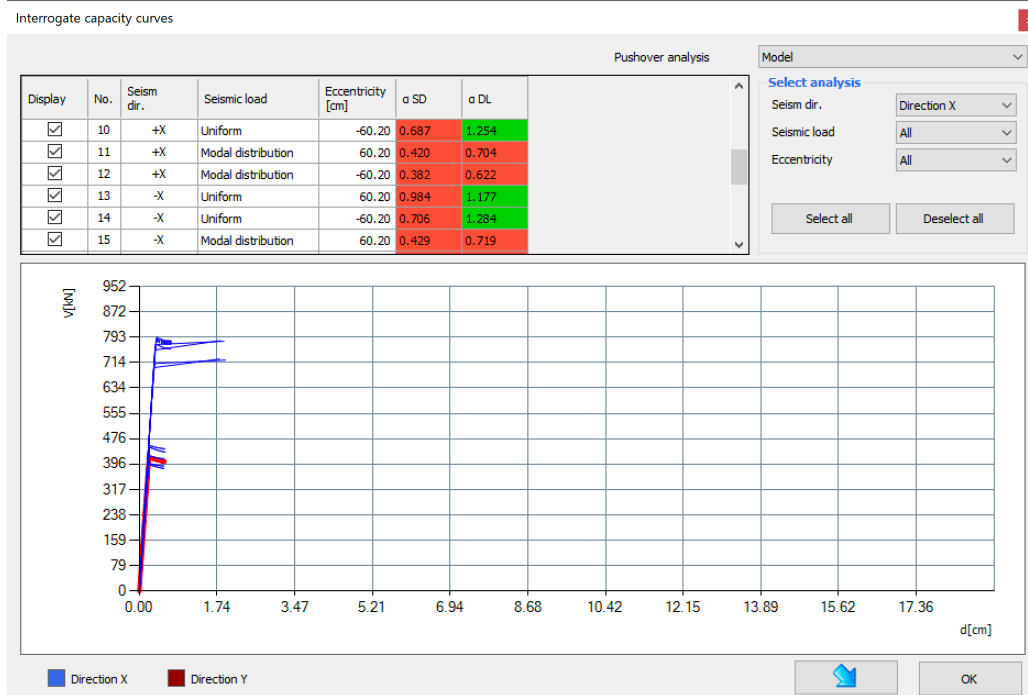 Interrogate capacity curves
Pushover analysis Model
Select analysis
Display No. Seism dir. Seismic load Eccentricity [cm] α SD α DL
Seism dir. Direction X
10 +X Uniform -60.20 0.687 1.254
Seismic load All
11 +X Modal distribution 60.20 0.420 0.704
Eccentricity All
12 +X Modal distribution 60.20 0.382 0.622
13 -X Uniform 60.20 0.984 1.177
14 -X Uniform -60.20 0.706 1.284
Select all Deselect all
15 -X Modal distribution 60.20 0.429 0.719
V[kN]
952
872
793
714
634
555
476
396
317
238
159
79
0
0.00 1.74 3.47 5.21 6.94 8.68 10.42 12.15 13.89 15.62 17.36
d[cm]
Direction X Direction Y
OK